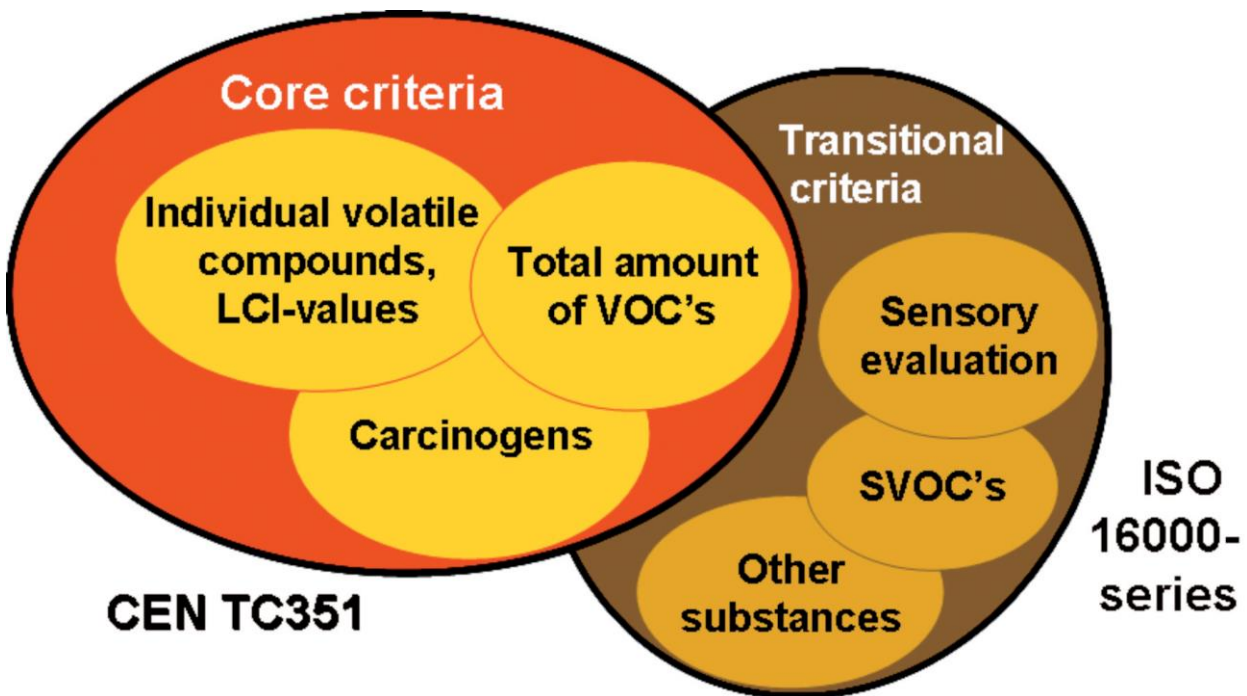 Core criteria
Individual volatile
compounds,
LCI-values
Total amount
of VOC's
Carcinogens
CEN TC351
Transitional
criteria
Sensory
evaluation
SVOC's
Other
substances
ISO
16000-
series